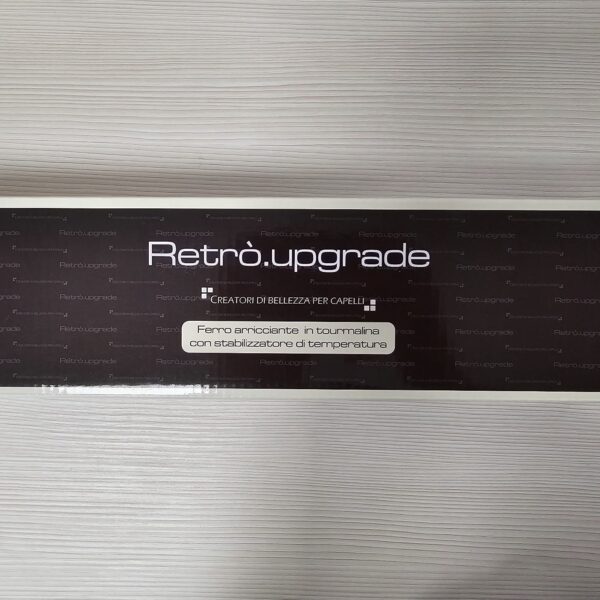 Retrò.upgrade
CREATORI DI BELLEZZA PER CAPELLI
Ferro arricciante in tourmalina
con stabilizzatore di temperatura